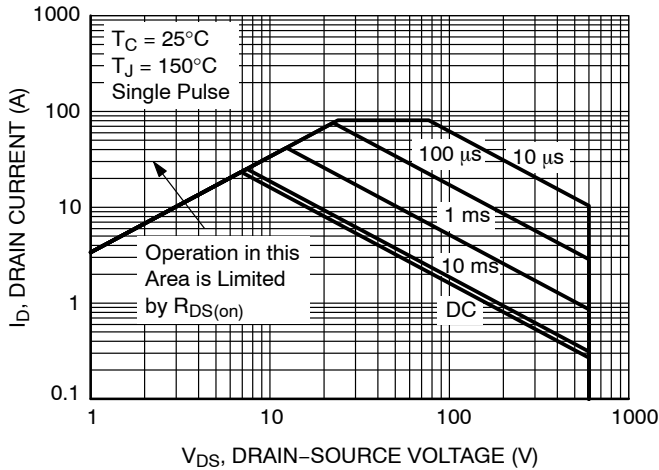 1000
100
10
1
0.1
I_D, DRAIN CURRENT (A)
T_C = 25°C
T_J = 150°C
Single Pulse
100 μs
10 μs
1 ms
10 ms
DC
Operation in this
Area is Limited
by R_DS(on)
1
10
100
1000
V_DS, DRAIN−SOURCE VOLTAGE (V)